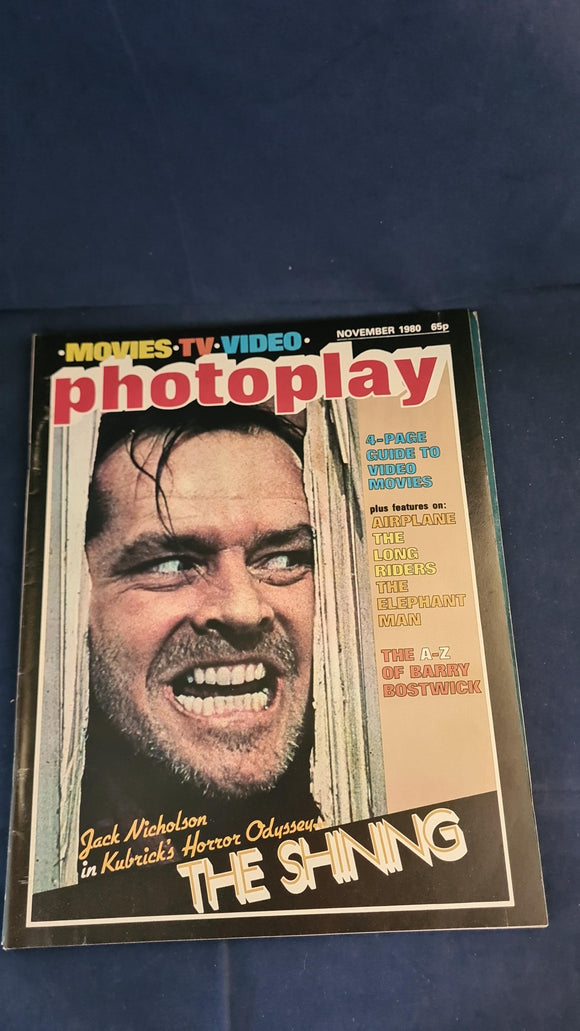 ·MOVIES·TV·VIDEO·
NOVEMBER 1980 65p
photoplay
4-PAGE
GUIDE TO
VIDEO
MOVIES
plus features on:
AIRPLANE
THE
LONG
RIDERS
THE
ELEPHANT
MAN
THE A-Z
OF BARRY
BOSTWICK
Jack Nicholson
in Kubrick's Horror Odyssey
THE SHINING